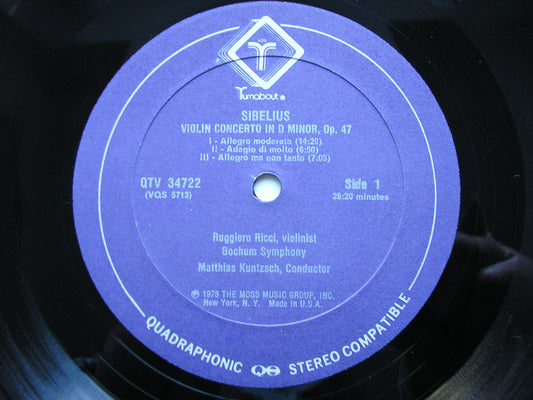 Turnabout
SIBELIUS
VIOLIN CONCERTO IN D MINOR, Op. 47
I - Allegro moderato (14:20)
II - Adagio di molto (6:50)
III - Allegro ma non tanto (7:05)
QTV 34722 Side 1
(VQS 5713) 28:20 minutes
Ruggiero Ricci, violinist
Bochum Symphony
Matthias Kuntzsch, Conductor
℗ 1978 THE MOSS MUSIC GROUP, INC.
New York, N. Y. Made in U.S.A.
QUADRAPHONIC QS STEREO COMPATIBLE